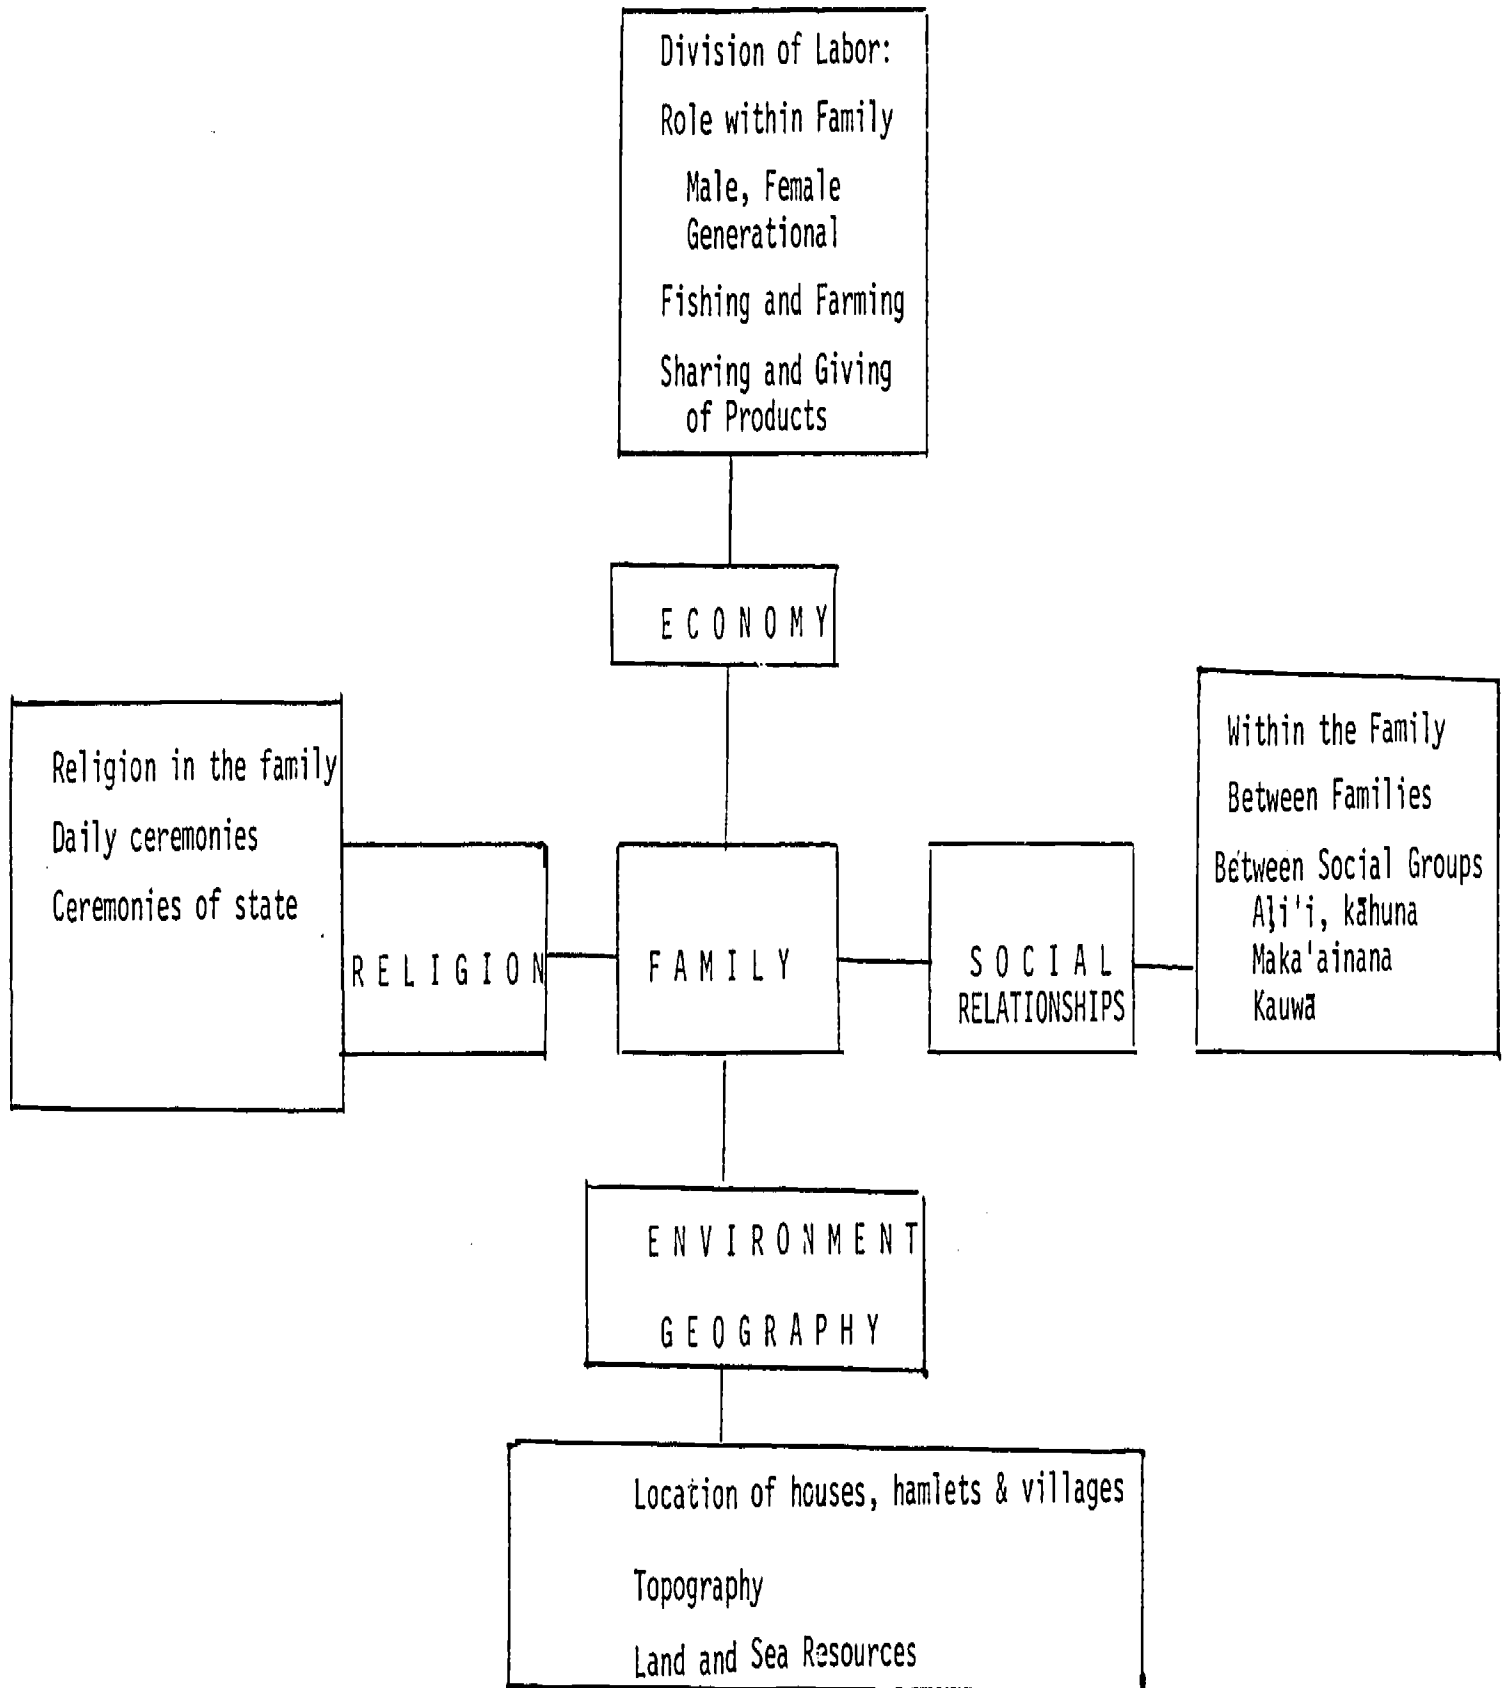 Division of Labor:
Role within Family
Male, Female
Generational
Fishing and Farming
Sharing and Giving
of Products
ECONOMY
Religion in the family
Daily ceremonies
Ceremonies of state
RELIGION
FAMILY
SOCIAL
RELATIONSHIPS
Within the Family
Between Families
Between Social Groups
Ali'i, kāhuna
Maka'ainana
Kauwā
ENVIRONMENT
GEOGRAPHY
Location of houses, hamlets & villages
Topography
Land and Sea Resources